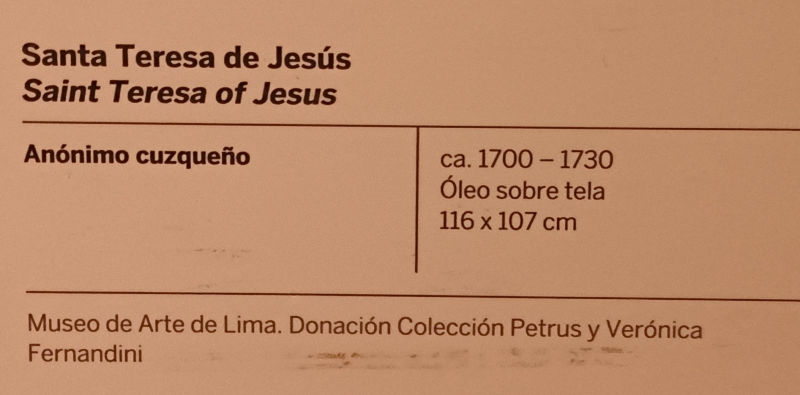 Santa Teresa de Jesús
Saint Teresa of Jesus
Anónimo cuzqueño
ca. 1700 – 1730
Óleo sobre tela
116 x 107 cm
Museo de Arte de Lima. Donación Colección Petrus y Verónica
Fernandini